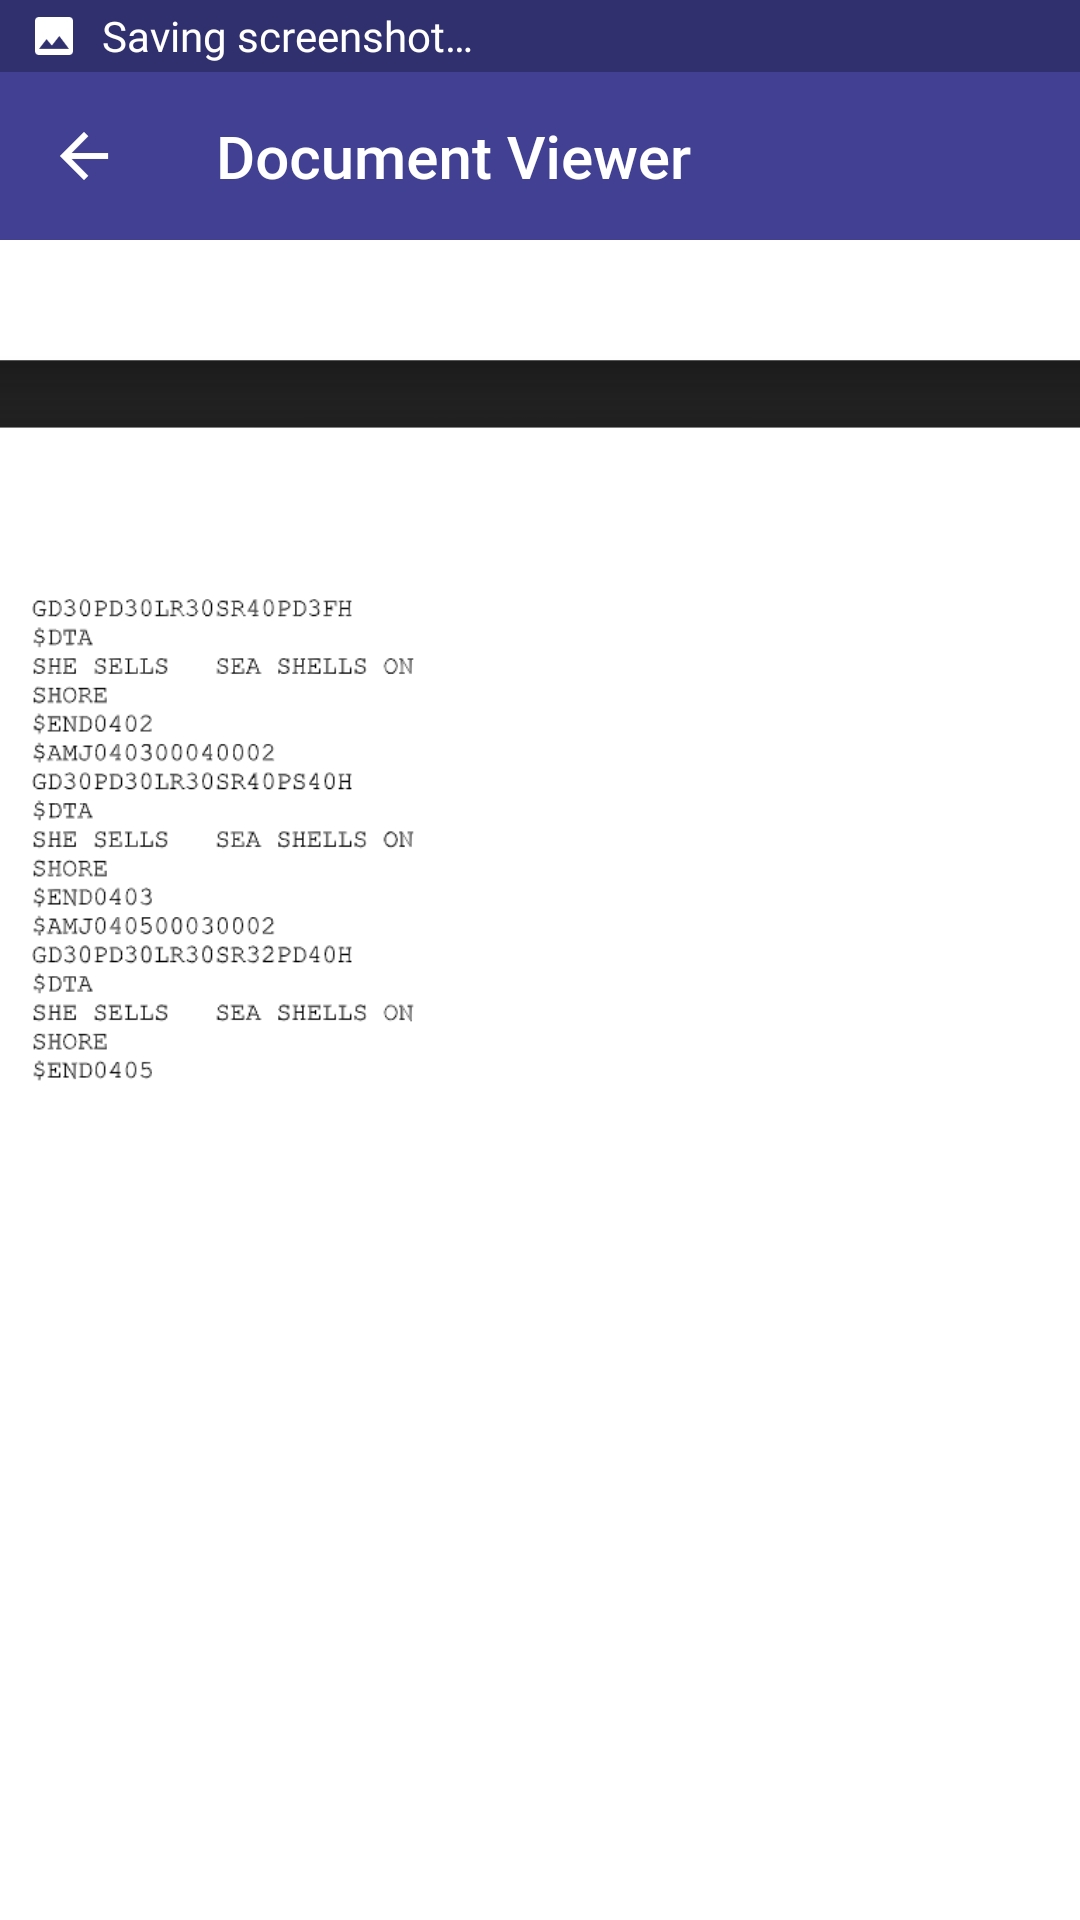 Saving screenshot...
Document Viewer
GD30PD30LR30SR40PD3FH
$DTA
SHE SELLS   SEA SHELLS ON
SHORE
$END0402
$AMJ040300040002
GD30PD30LR30SR40PS40H
$DTA
SHE SELLS   SEA SHELLS ON
SHORE
$END0403
$AMJ040500030002
GD30PD30LR30SR32PD40H
$DTA
SHE SELLS   SEA SHELLS ON
SHORE
$END0405